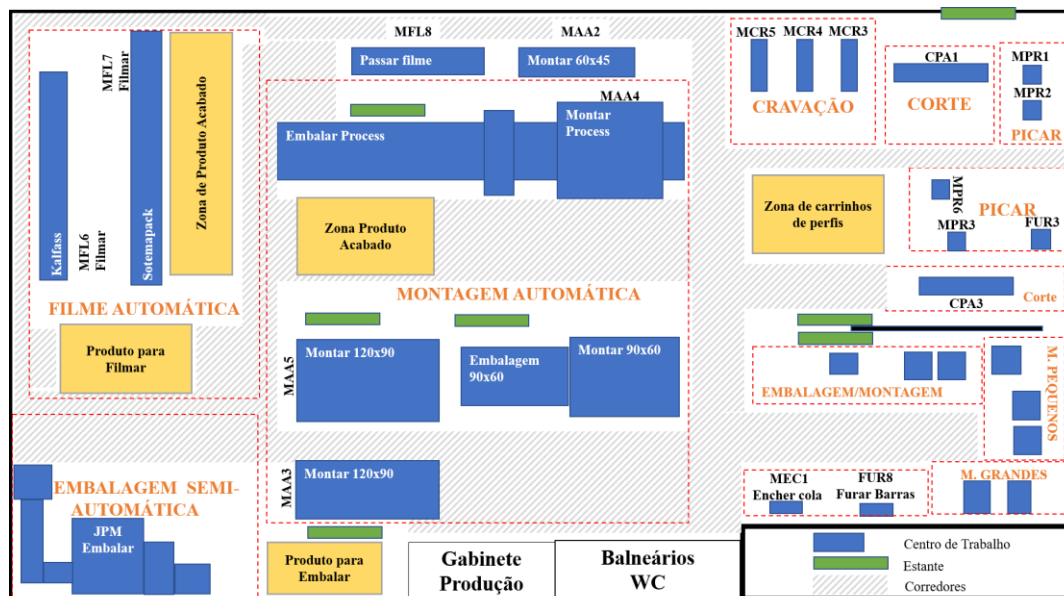 MFL8
MAA2
Passar filme
Montar 60x45
MFL7
Filmar
Kalfass
MFL6
Filmar
Sotemapack
Zona de Produto Acabado
FILME AUTOMÁTICA
Produto para
Filmar
MAA4
Embalar Process
Montar
Process
Zona Produto
Acabado
MONTAGEM AUTOMÁTICA
MAA5
Montar 120x90
Embalagem
90x60
Montar 90x60
MAA3
Montar 120x90
EMBALAGEM SEMI-
AUTOMÁTICA
JPM
Embalar
Produto para
Embalar
Gabinete
Produção
Balneários
WC
MCR5
MCR4
MCR3
CRAVAÇÃO
CPA1
CORTE
MPR1
MPR2
PICAR
Zona de carrinhos
de perfis
MPR6
PICAR
MPR3
FUR3
CPA3
Corte
EMBALAGEM/MONTAGEM
M. PEQUENOS
MEC1
Encher cola
FUR8
Furar Barras
M. GRANDES
Centro de Trabalho
Estante
Corredores